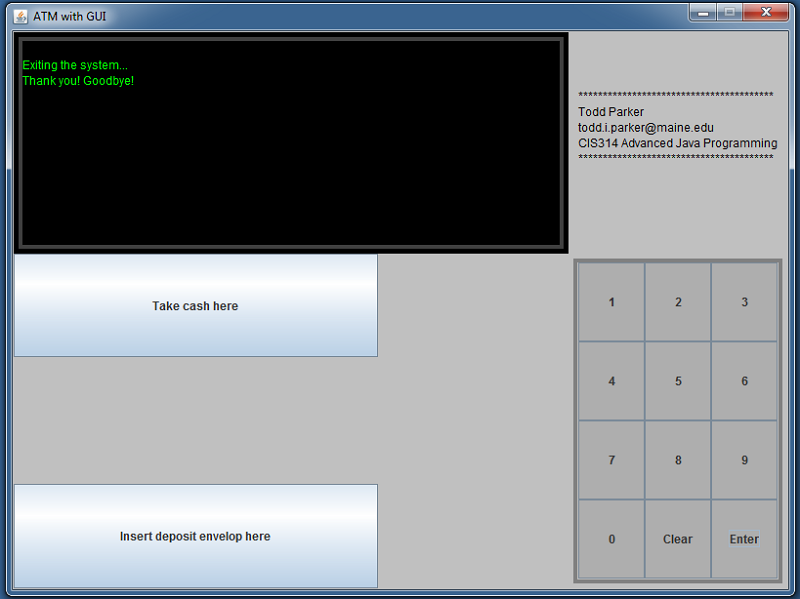 ATM with GUI
Exiting the system...
Thank you! Goodbye!
****************************************
Todd Parker
todd.i.parker@maine.edu
CIS314 Advanced Java Programming
****************************************
Take cash here
Insert deposit envelop here
1 2 3
4 5 6
7 8 9
0 Clear Enter